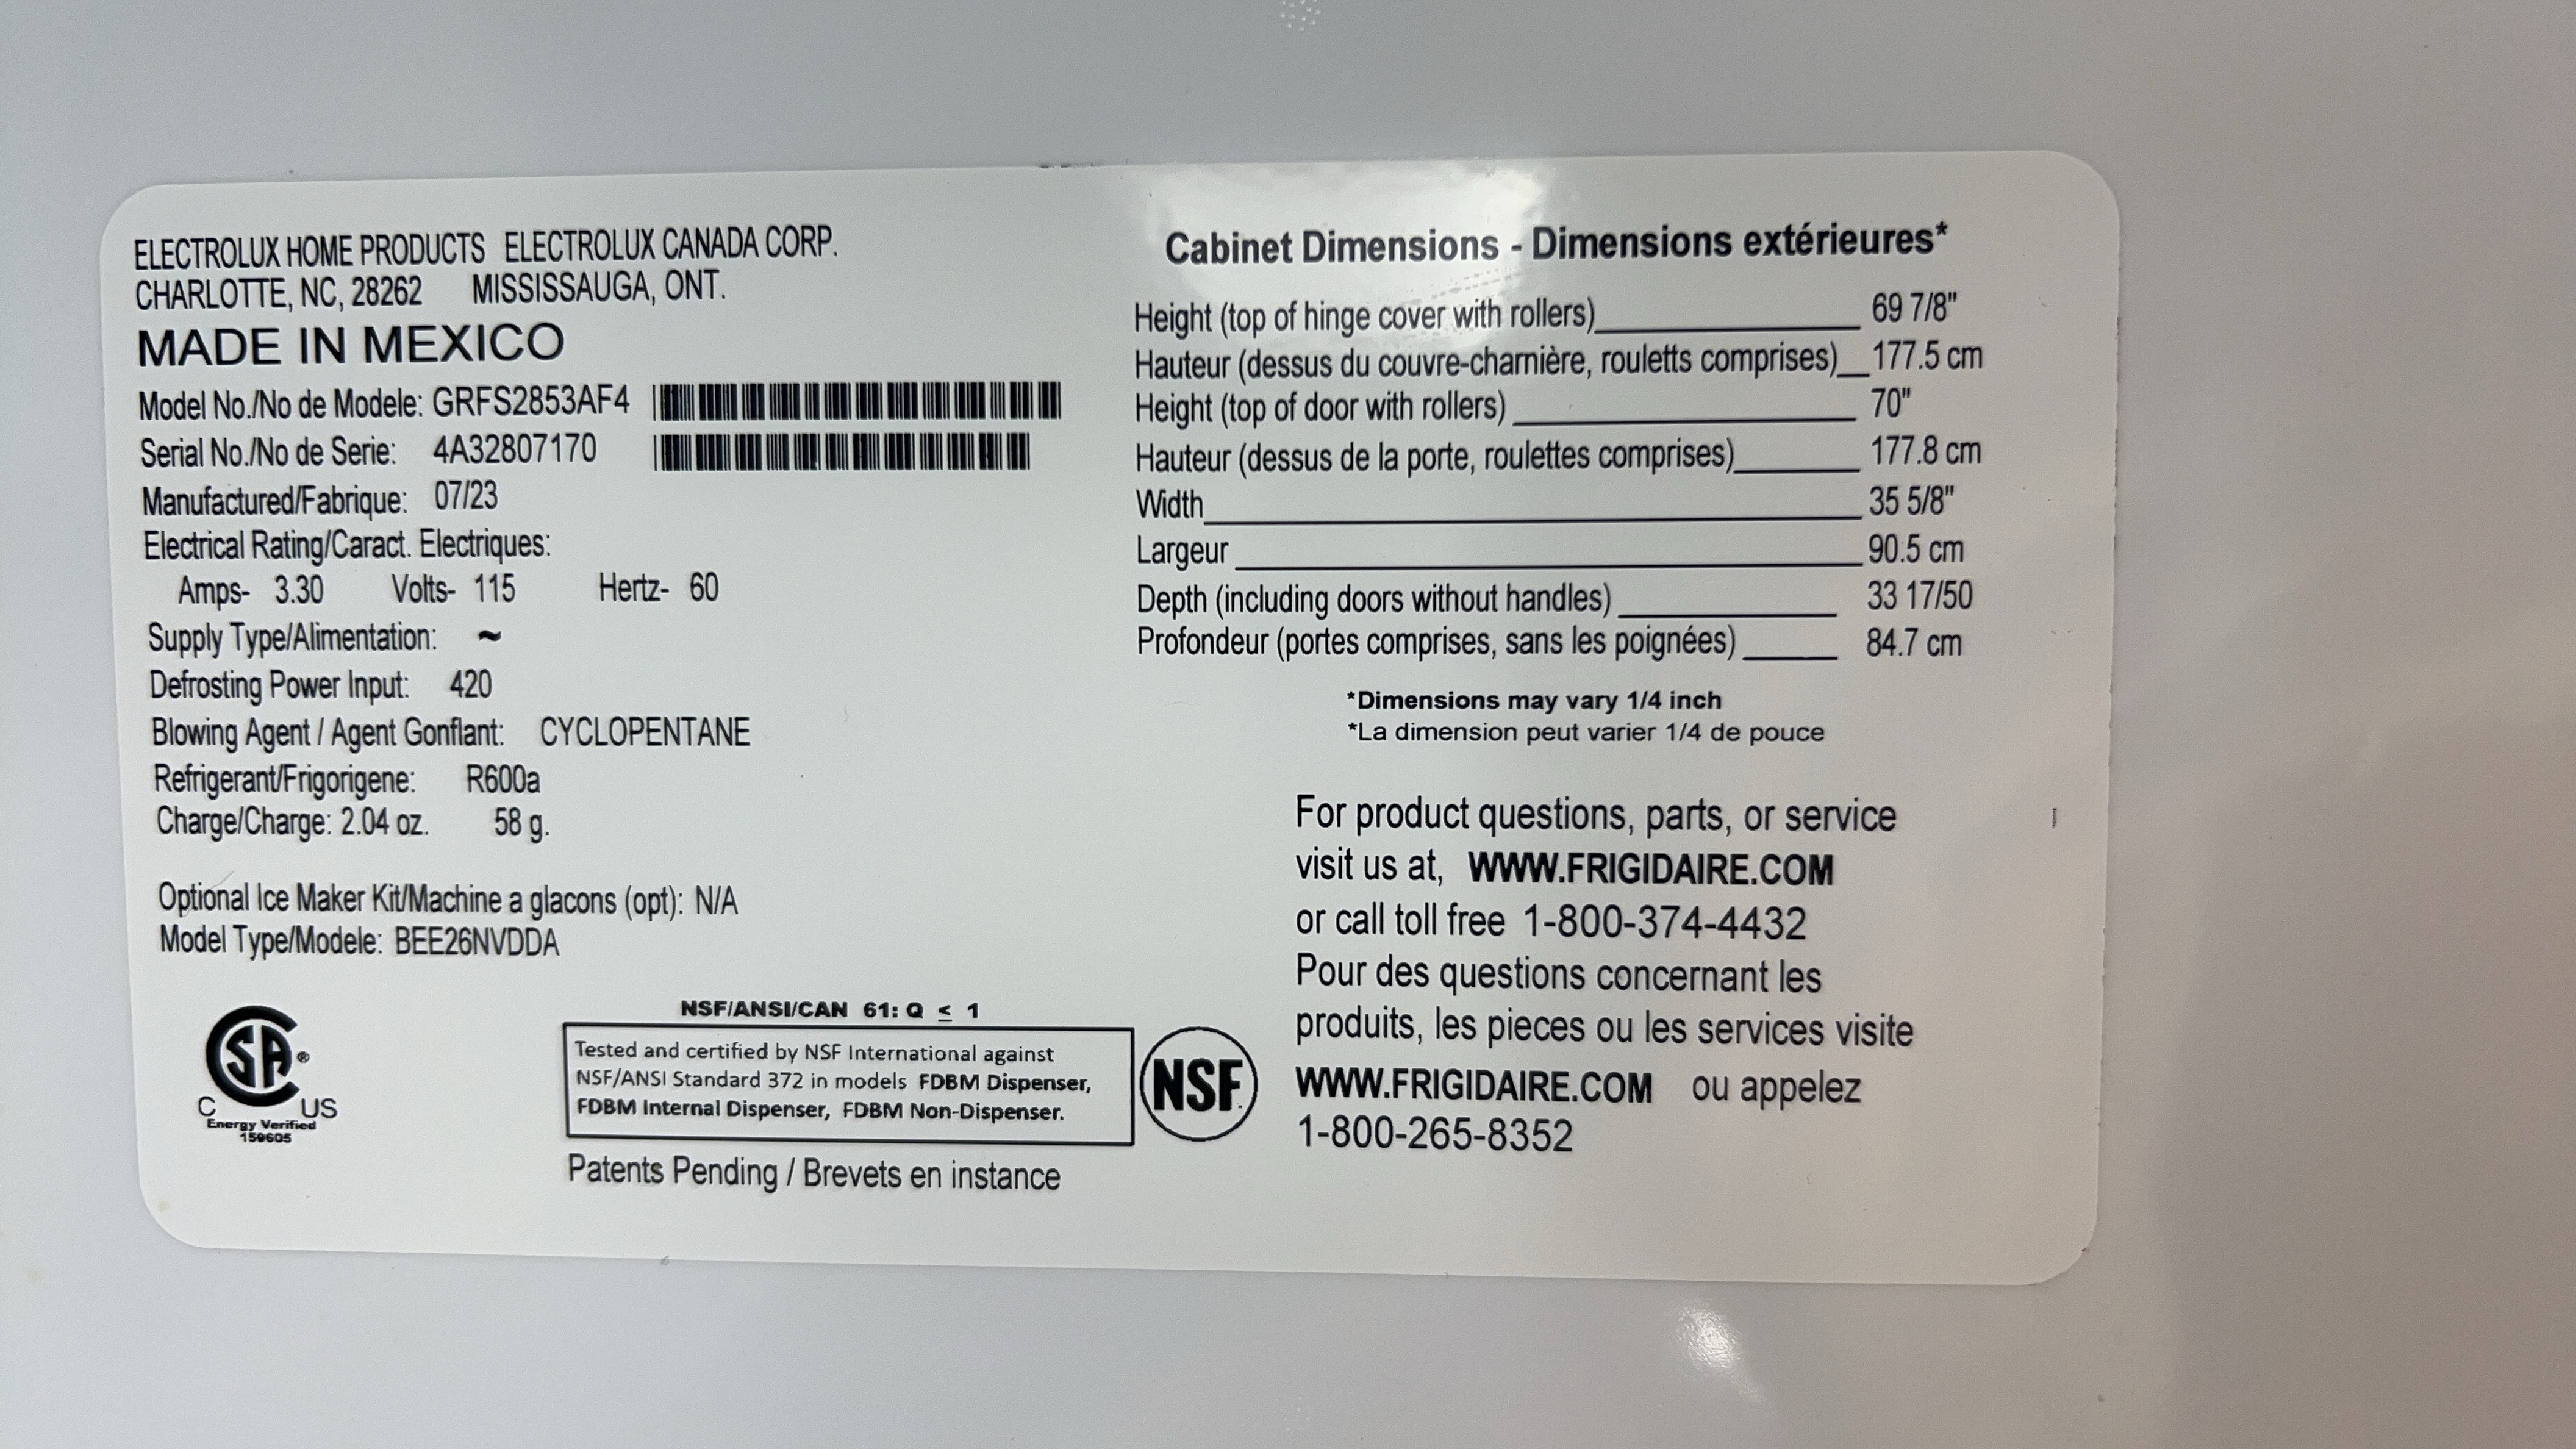 ELECTROLUX HOME PRODUCTS ELECTROLUX CANADA CORP.
CHARLOTTE, NC, 28262 MISSISSAUGA, ONT.
MADE IN MEXICO
Model No./No de Modele: GRFS2853AF4
Serial No./No de Serie: 4A32807170
Manufactured/Fabrique: 07/23
Electrical Rating/Caract. Electriques:
Amps- 3.30 Volts- 115 Hertz- 60
Supply Type/Alimentation: ~
Defrosting Power Input: 420
Blowing Agent / Agent Gonflant: CYCLOPENTANE
Refrigerant/Frigorigene: R600a
Charge/Charge: 2.04 oz. 58 g.
Optional Ice Maker Kit/Machine a glacons (opt): N/A
Model Type/Modele: BEE26NVDDA
SA ®
C US
Energy Verified
159605
NSF/ANSI/CAN 61: Q ≤ 1
Tested and certified by NSF International against
NSF/ANSI Standard 372 in models FDBM Dispenser,
FDBM Internal Dispenser, FDBM Non-Dispenser.
NSF.
Patents Pending / Brevets en instance
Cabinet Dimensions - Dimensions extérieures*
Height (top of hinge cover with rollers) 69 7/8"
Hauteur (dessus du couvre-charnière, rouletts comprises) 177.5 cm
Height (top of door with rollers) 70"
Hauteur (dessus de la porte, roulettes comprises) 177.8 cm
Width 35 5/8"
Largeur 90.5 cm
Depth (including doors without handles) 33 17/50
Profondeur (portes comprises, sans les poignées) 84.7 cm
*Dimensions may vary 1/4 inch
*La dimension peut varier 1/4 de pouce
For product questions, parts, or service
visit us at, WWW.FRIGIDAIRE.COM
or call toll free 1-800-374-4432
Pour des questions concernant les
produits, les pieces ou les services visite
WWW.FRIGIDAIRE.COM ou appelez
1-800-265-8352